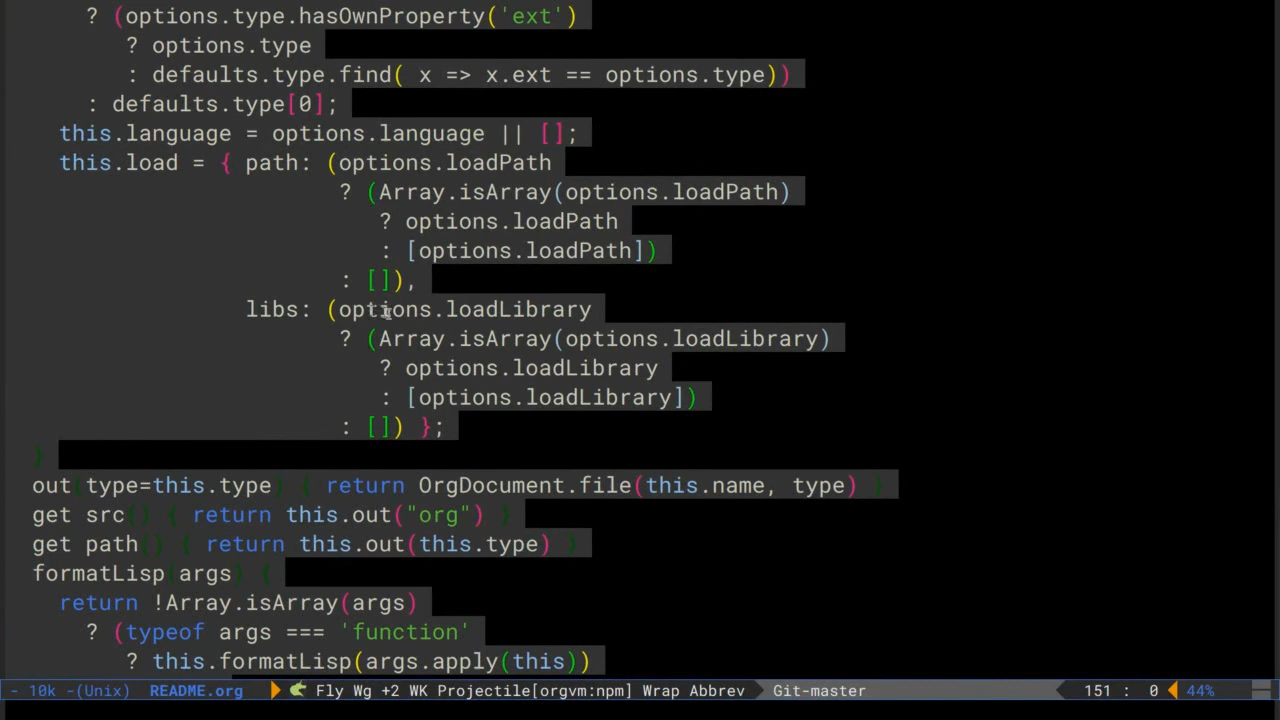 ? (options.type.hasOwnProperty('ext')
? options.type
: defaults.type.find( x => x.ext == options.type))
: defaults.type[0];
this.language = options.language || [];
this.load = { path: (options.loadPath
? (Array.isArray(options.loadPath)
? options.loadPath
: [options.loadPath])
: []),
libs: (options.loadLibrary
? (Array.isArray(options.loadLibrary)
? options.loadLibrary
: [options.loadLibrary])
: []) };
}
out(type=this.type) { return OrgDocument.file(this.name, type) }
get src() { return this.out("org") }
get path() { return this.out(this.type) }
formatLisp(args) {
return !Array.isArray(args)
? (typeof args === 'function'
? this.formatLisp(args.apply(this))
- 10k -(Unix) README.org Fly Wg +2 WK Projectile[orgvm:npm] Wrap Abbrev Git-master 151 : 0 44%